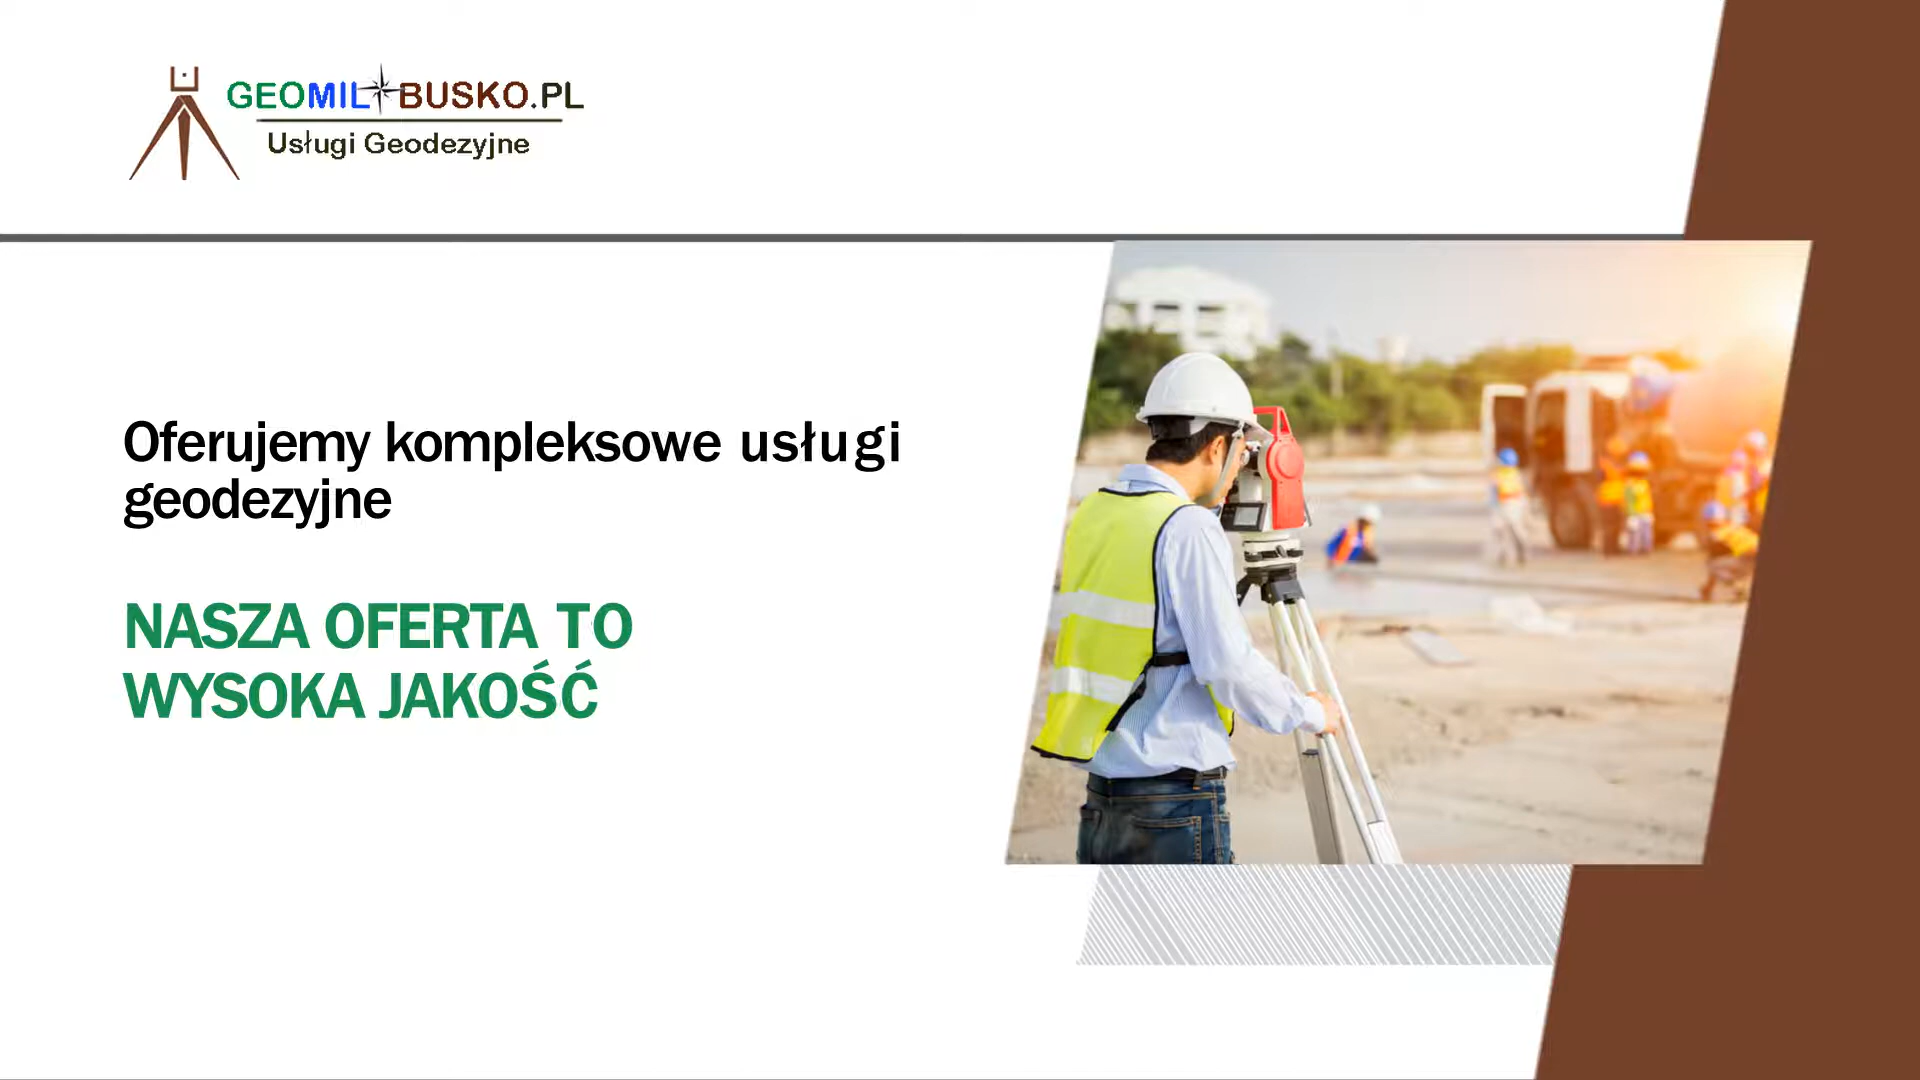 GEOMIL BUSKO.PL
Usługi Geodezyjne
Oferujemy kompleksowe usługi
geodezyjne
NASZA OFERTA TO
WYSOKA JAKOŚĆ